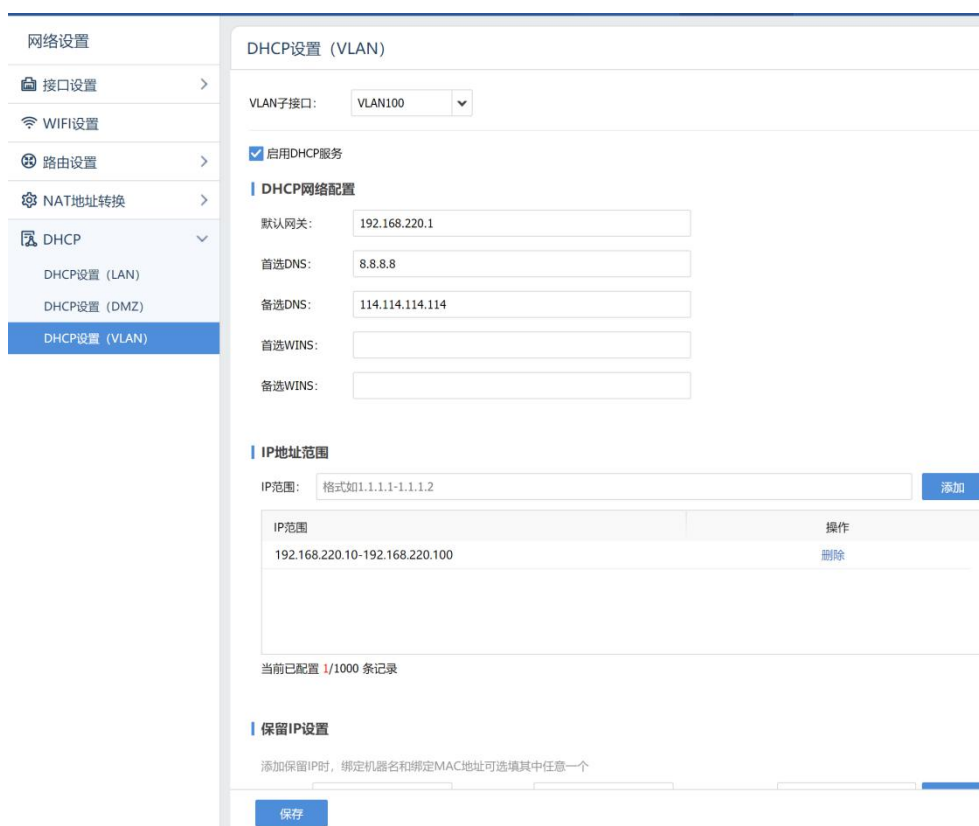 网络设置
接口设置
WIFI设置
路由设置
NAT地址转换
DHCP
DHCP设置（LAN）
DHCP设置（DMZ）
DHCP设置（VLAN）
DHCP设置（VLAN）
VLAN子接口： VLAN100
启用DHCP服务
DHCP网络配置
默认网关： 192.168.220.1
首选DNS： 8.8.8.8
备选DNS： 114.114.114.114
首选WINS：
备选WINS：
IP地址范围
IP范围： 格式如1.1.1.1-1.1.1.2 添加
IP范围 操作
192.168.220.10-192.168.220.100 删除
当前已配置 1/1000 条记录
保留IP设置
添加保留IP时，绑定机器名和绑定MAC地址可选填其中任意一个
保存